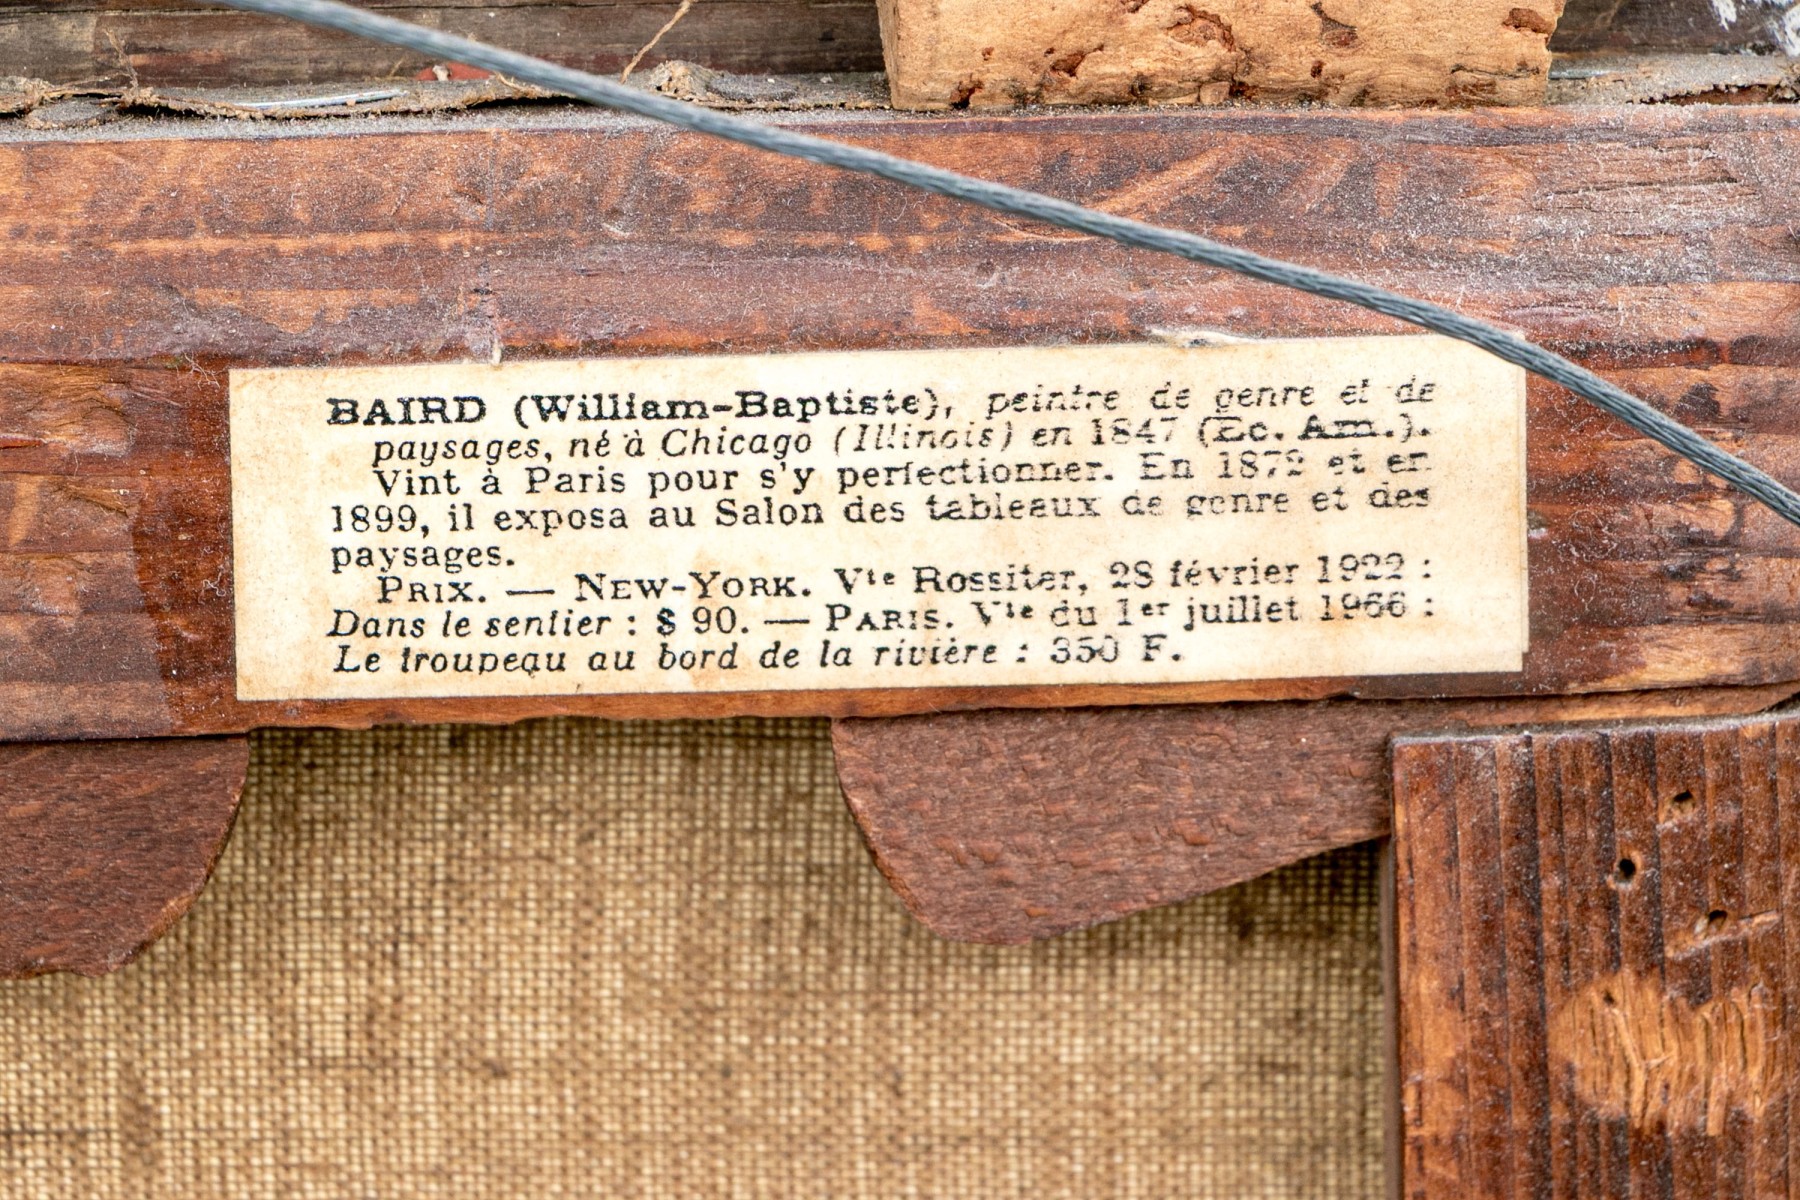 BAIRD (William-Baptiste), peintre de genre et de
paysages, né à Chicago (Illinois) en 1847 (Ec. Am.).
Vint à Paris pour s'y perfectionner. En 1872 et en
1899, il exposa au Salon des tableaux de genre et des
paysages.
PRIX. — NEW-YORK. Vte Rossiter, 28 février 1922 :
Dans le sentier : $ 90. — PARIS. Vte du 1er juillet 1966 :
Le troupeau au bord de la rivière : 350 F.